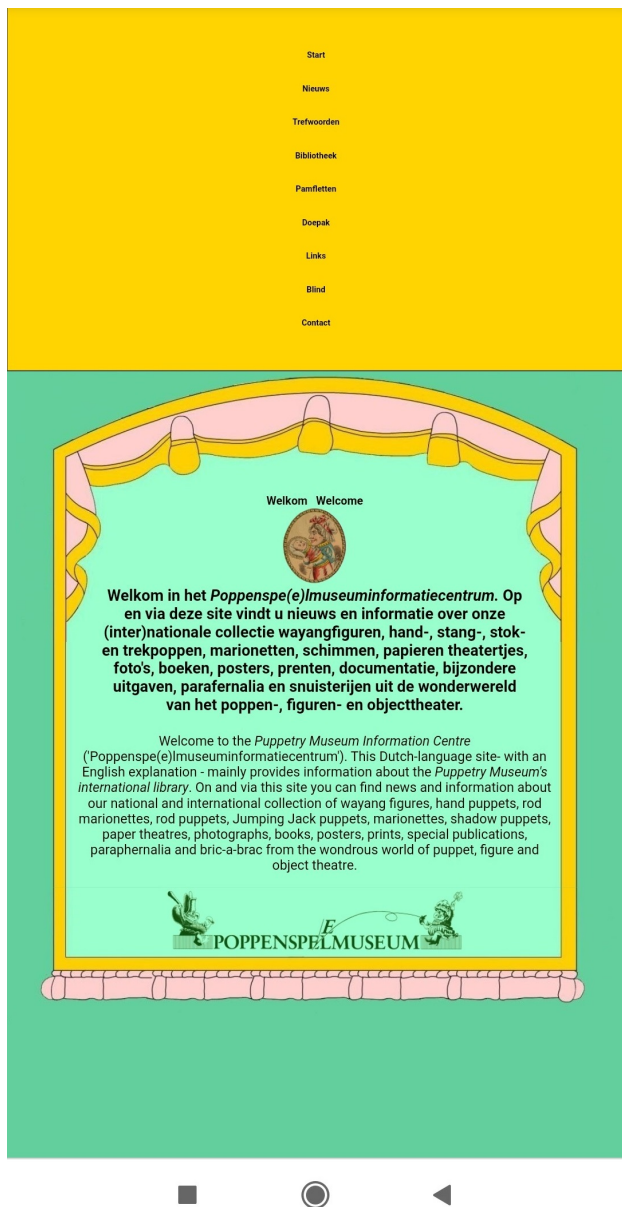 Start
Nieuws
Trefwoorden
Bibliotheek
Pamfletten
Doepak
Links
Blind
Contact
Welkom Welcome
Welkom in het Poppenspe(e)lmuseuminformatiecentrum. Op
en via deze site vindt u nieuws en informatie over onze
(inter)nationale collectie wayangfiguren, hand-, stang-, stok-
en trekpoppen, marionetten, schimmen, papieren theatertjes,
foto's, boeken, posters, prenten, documentatie, bijzondere
uitgaven, parafernalia en snuisterijen uit de wonderwereld
van het poppen-, figuren- en objecttheater.
Welcome to the Puppetry Museum Information Centre
('Poppenspe(e)lmuseuminformatiecentrum'). This Dutch-language site- with an
English explanation - mainly provides information about the Puppetry Museum's
international library. On and via this site you can find news and information about
our national and international collection of wayang figures, hand puppets, rod
marionettes, rod puppets, Jumping Jack puppets, marionettes, shadow puppets,
paper theatres, photographs, books, posters, prints, special publications,
paraphernalia and bric-a-brac from the wondrous world of puppet, figure and
object theatre.
E
POPPENSPELMUSEUM